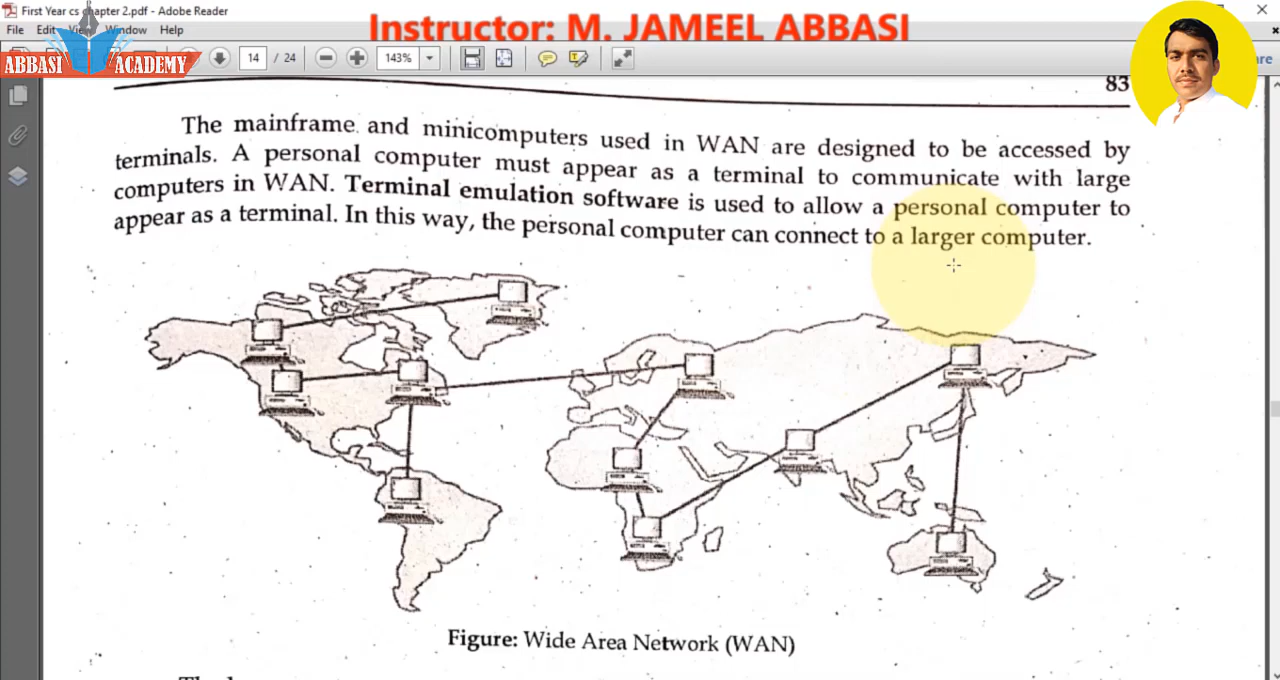 First Year cs chapter 2.pdf - Adobe Reader
Instructor: M. JAMEEL ABBASI
File Edit View Window Help
ABBASI ACADEMY
14 / 24
143%
83
The mainframe and minicomputers used in WAN are designed to be accessed by
terminals. A personal computer must appear as a terminal to communicate with large
computers in WAN. Terminal emulation software is used to allow a personal computer to
appear as a terminal. In this way, the personal computer can connect to a larger computer.
Figure: Wide Area Network (WAN)